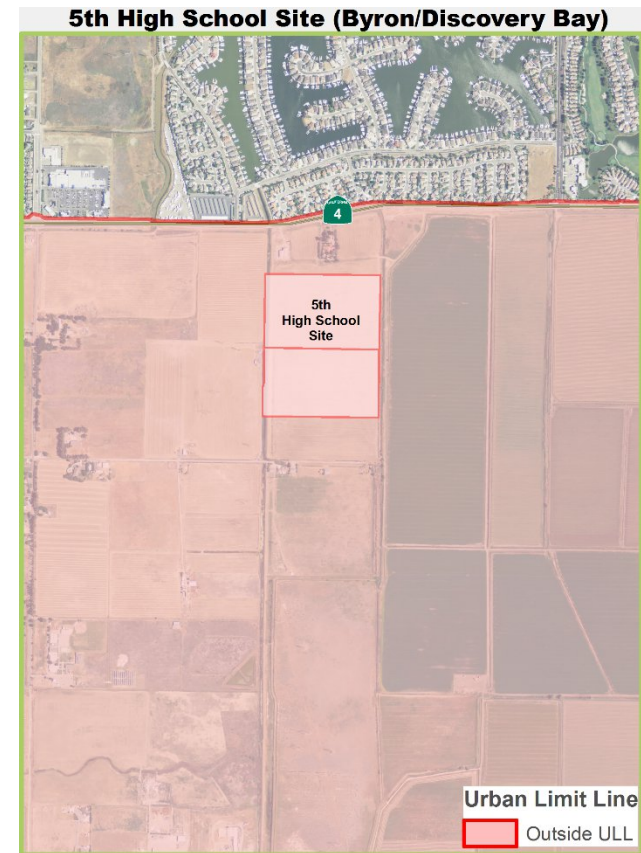 5th High School Site (Byron/Discovery Bay)
4
5th
High School
Site
Urban Limit Line
Outside ULL